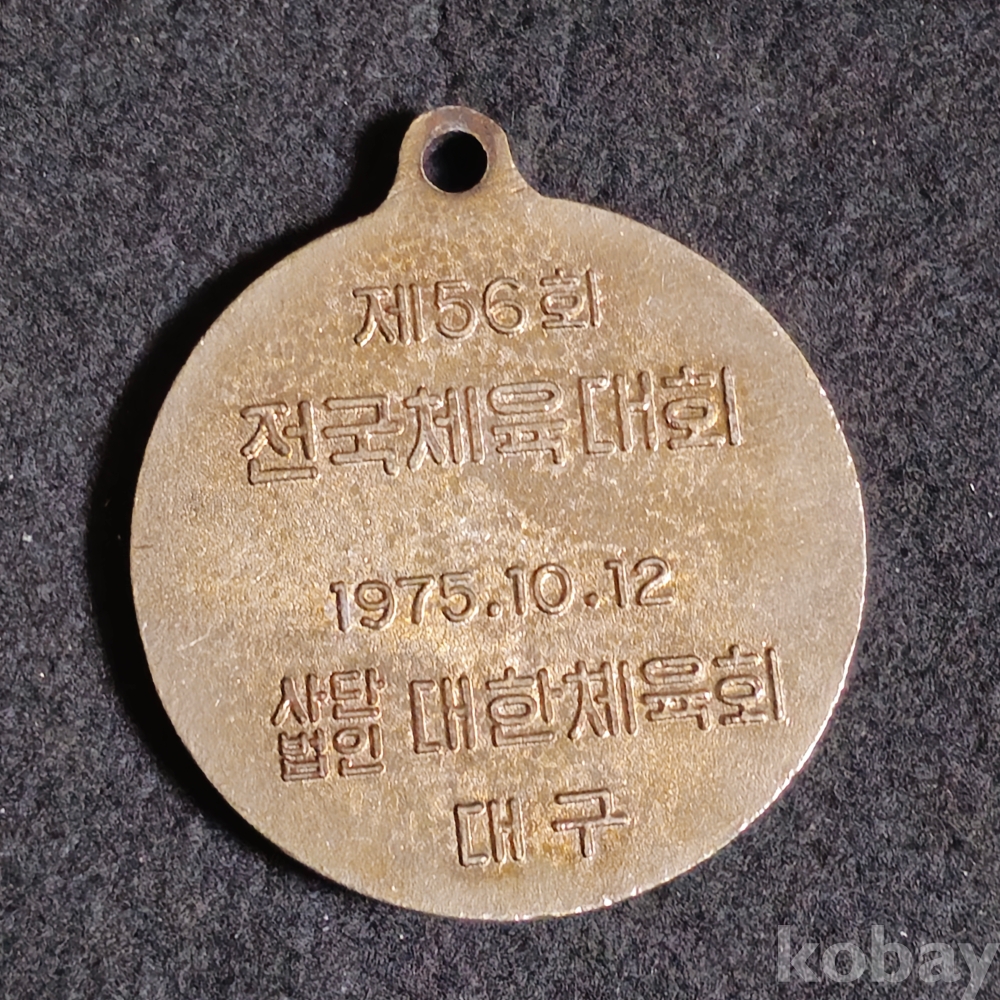 제56회
전국체육대회
1975.10.12
사단법인 대한체육회
대구
kobay